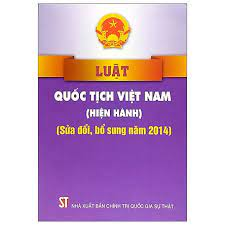 LUẬT
QUỐC TỊCH VIỆT NAM
(HIỆN HÀNH)
(Sửa đổi, bổ sung năm 2014)
ST NHÀ XUẤT BẢN CHÍNH TRỊ QUỐC GIA SỰ THẬT